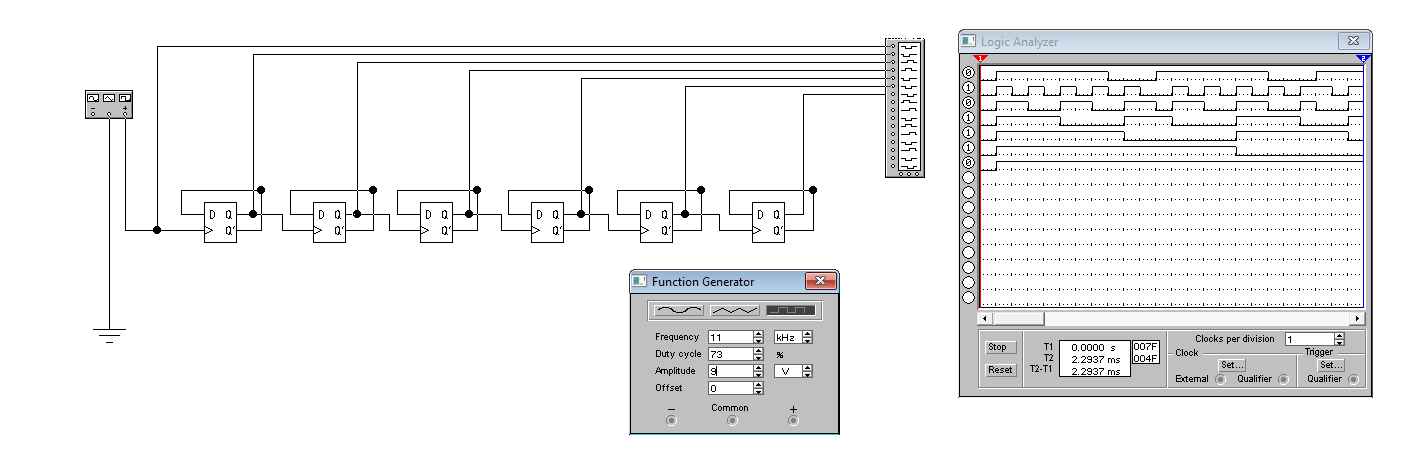 Logic Analyzer
1
2
0
1
0
1
1
1
0
D Q D Q D Q D Q D Q D Q
Q' Q' Q' Q' Q' Q'
Function Generator
Frequency 11 kHz
Duty cycle 73 %
Amplitude 9 V
Offset 0
− Common +
Stop
Reset
T1 0.0000 s 007F
T2 2.2937 ms 004F
T2-T1 2.2937 ms
Clocks per division 1
Clock
Set...
External Qualifier
Trigger
Set...
Qualifier